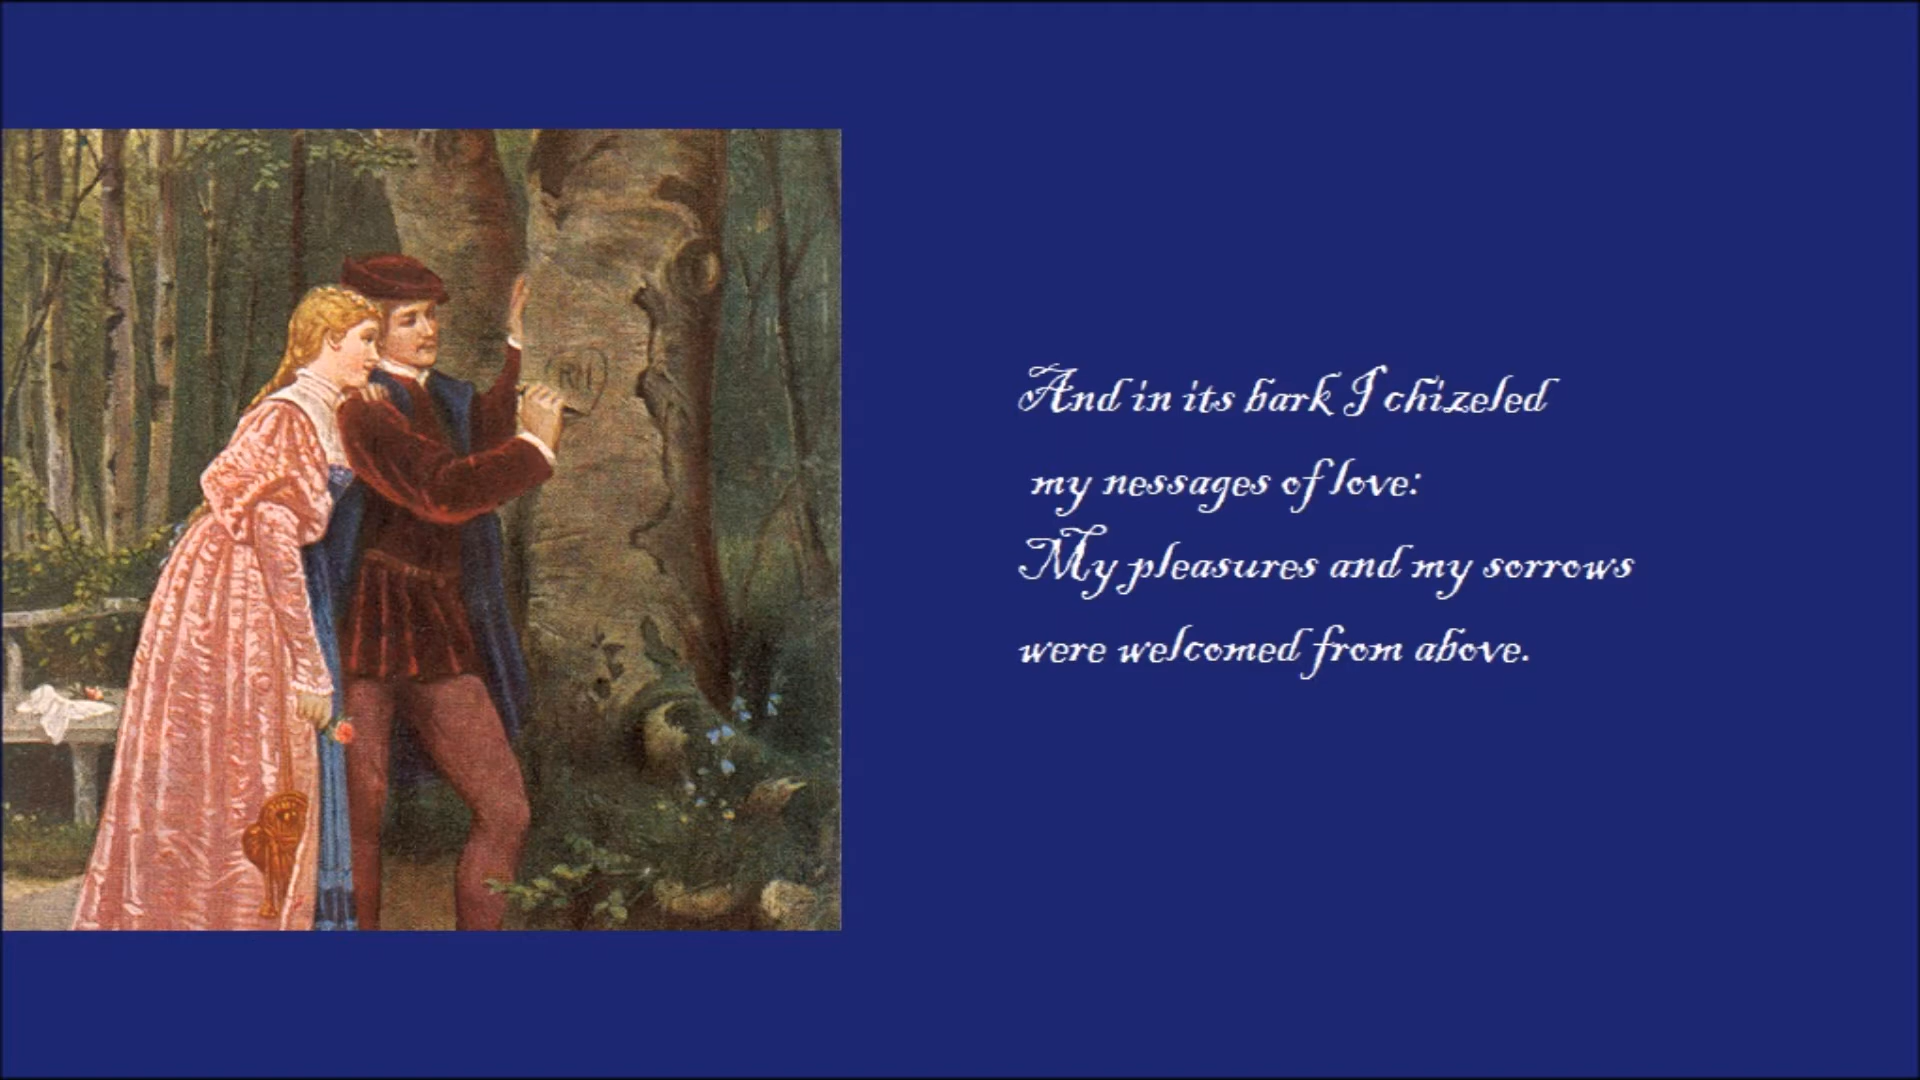 And in its bark I chizeled
my nessages of love:
My pleasures and my sorrows
were welcomed from above.